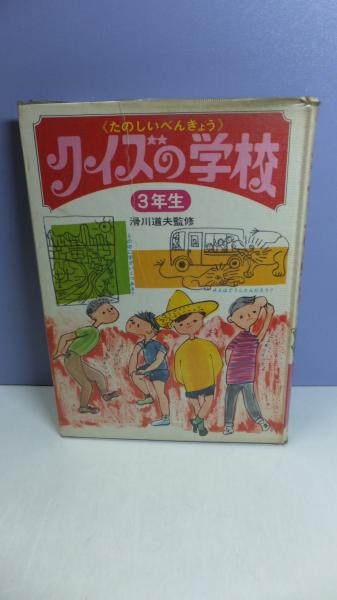 《たのしいべんきょう》
クイズの学校
3年生
滑川道夫監修